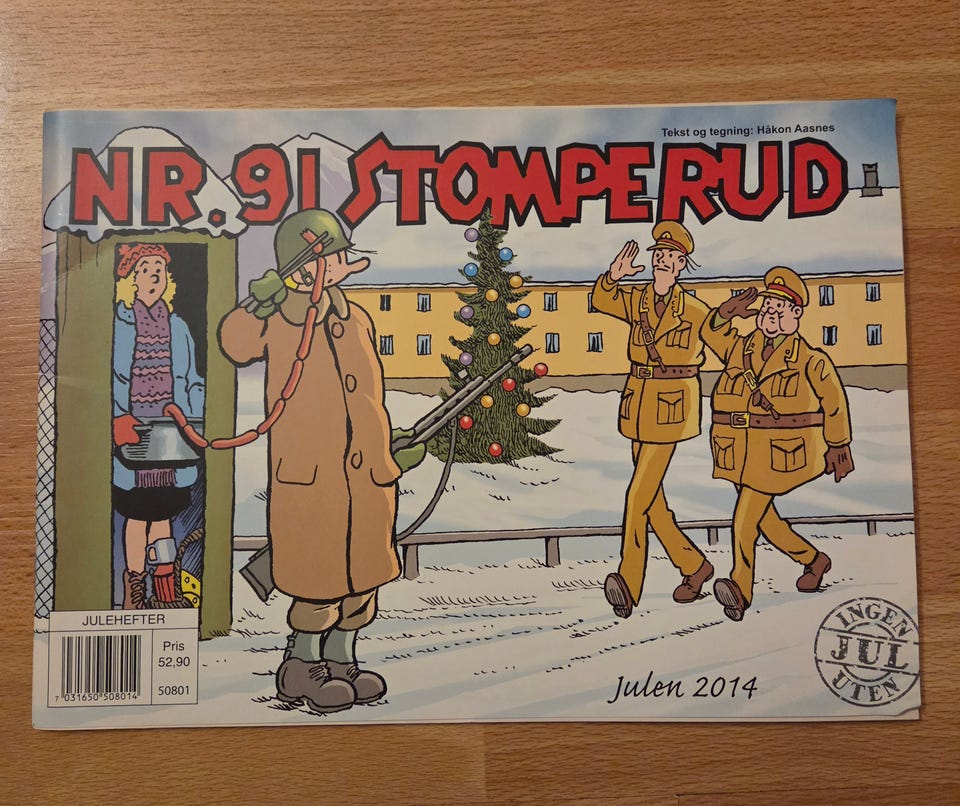 Tekst og tegning: Håkon Aasnes
NR. 91 STOMPERUD
JULEHEFTER
Pris
52,90
50801
7 031650 508014
Julen 2014
INGEN
JUL
UTEN